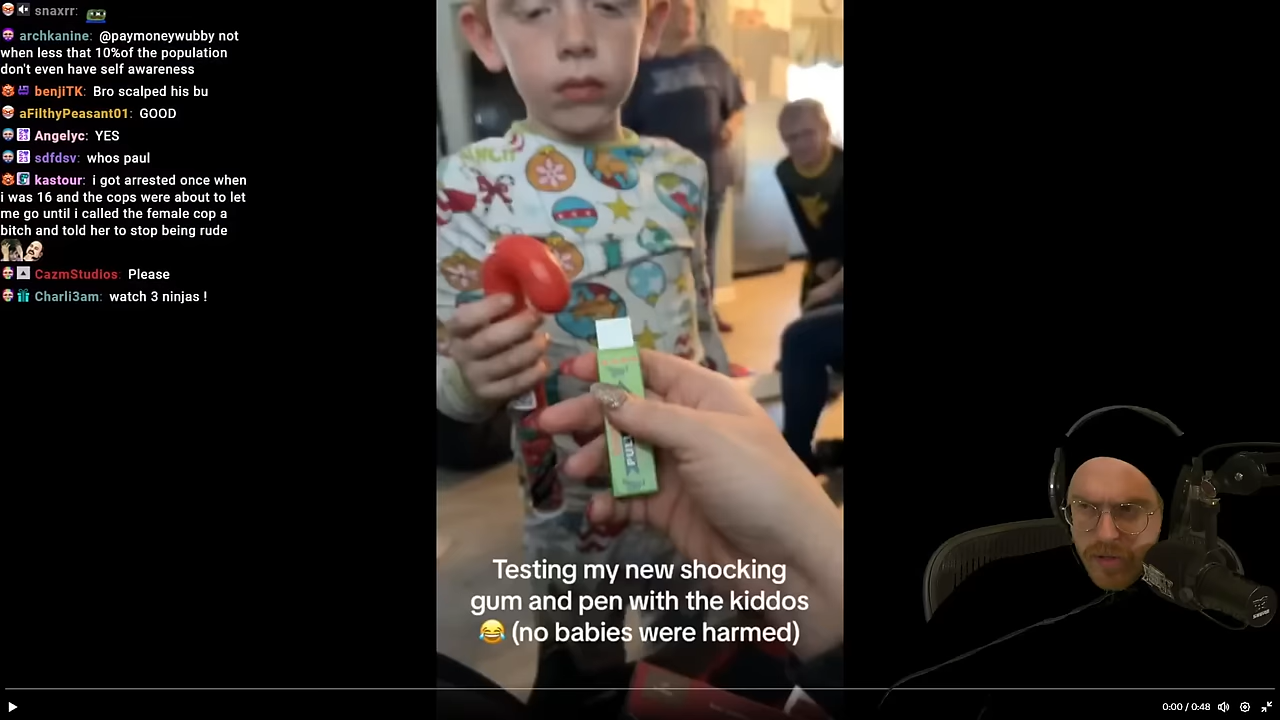 snaxrr:
archkanine: @paymoneywubby not
when less that 10%of the population
don't even have self awareness
benjiTK: Bro scalped his bu
aFilthyPeasant01: GOOD
Angelyc: YES
sdfdsv: whos paul
kastour: i got arrested once when
i was 16 and the cops were about to let
me go until i called the female cop a
bitch and told her to stop being rude
CazmStudios: Please
Charli3am: watch 3 ninjas !
PULL
Testing my new shocking
gum and pen with the kiddos
😂 (no babies were harmed)
0:00 / 0:48